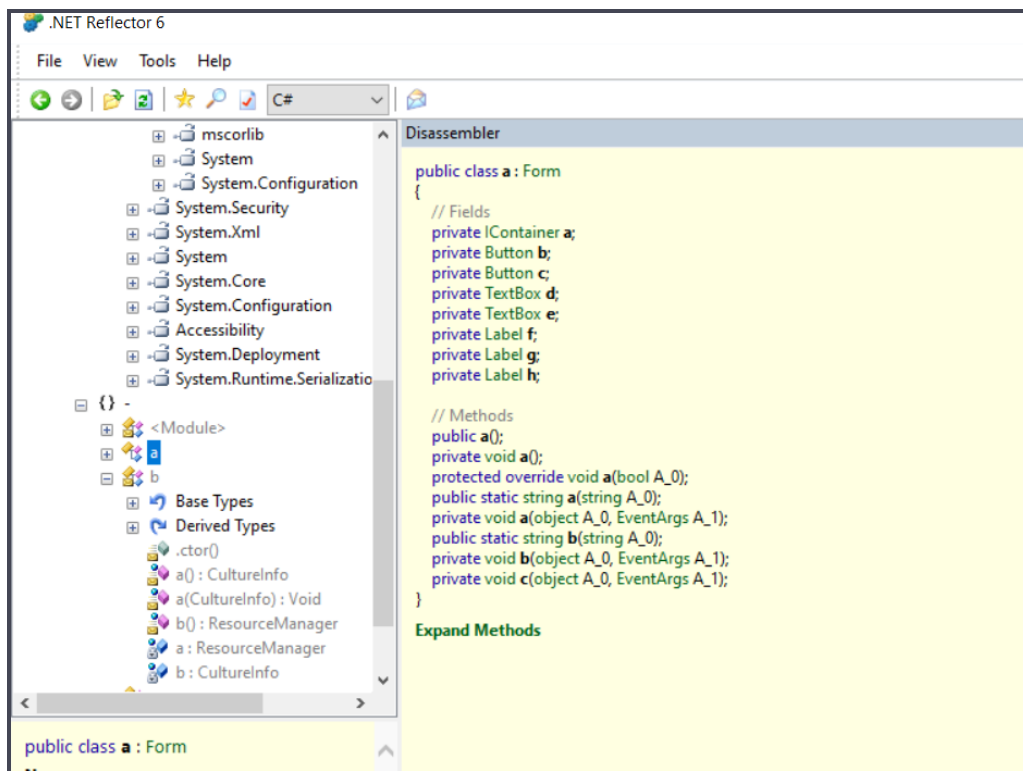 .NET Reflector 6
File View Tools Help
C#
mscorlib
System
System.Configuration
System.Security
System.Xml
System
System.Core
System.Configuration
Accessibility
System.Deployment
System.Runtime.Serializatio
{} -
<Module>
a
b
Base Types
Derived Types
.ctor()
a() : CultureInfo
a(CultureInfo) : Void
b() : ResourceManager
a : ResourceManager
b : CultureInfo
public class a : Form
Disassembler
public class a : Form
{
// Fields
private IContainer a;
private Button b;
private Button c;
private TextBox d;
private TextBox e;
private Label f;
private Label g;
private Label h;
// Methods
public a();
private void a();
protected override void a(bool A_0);
public static string a(string A_0);
private void a(object A_0, EventArgs A_1);
public static string b(string A_0);
private void b(object A_0, EventArgs A_1);
private void c(object A_0, EventArgs A_1);
}
Expand Methods